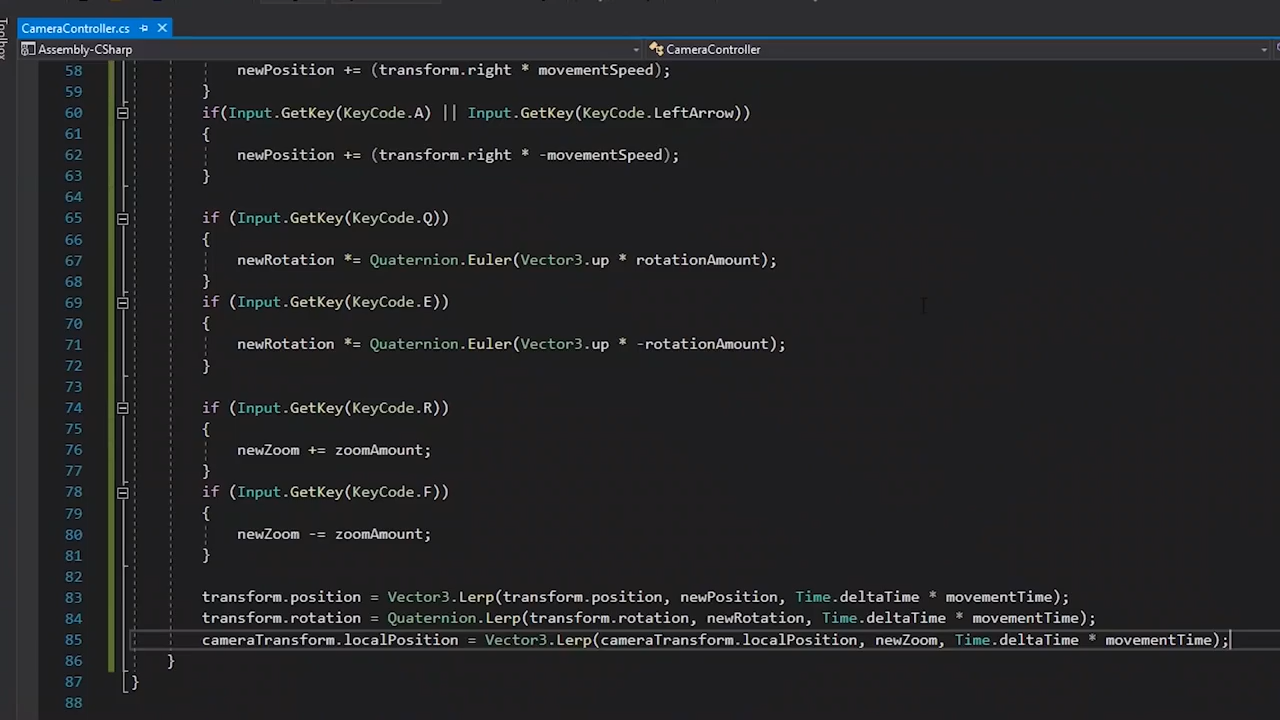 CameraController.cs
Toolbox
Assembly-CSharp CameraController
58 newPosition += (transform.right * movementSpeed);
59 }
60 if(Input.GetKey(KeyCode.A) || Input.GetKey(KeyCode.LeftArrow))
61 {
62 newPosition += (transform.right * -movementSpeed);
63 }
64
65 if (Input.GetKey(KeyCode.Q))
66 {
67 newRotation *= Quaternion.Euler(Vector3.up * rotationAmount);
68 }
69 if (Input.GetKey(KeyCode.E))
70 {
71 newRotation *= Quaternion.Euler(Vector3.up * -rotationAmount);
72 }
73
74 if (Input.GetKey(KeyCode.R))
75 {
76 newZoom += zoomAmount;
77 }
78 if (Input.GetKey(KeyCode.F))
79 {
80 newZoom -= zoomAmount;
81 }
82
83 transform.position = Vector3.Lerp(transform.position, newPosition, Time.deltaTime * movementTime);
84 transform.rotation = Quaternion.Lerp(transform.rotation, newRotation, Time.deltaTime * movementTime);
85 cameraTransform.localPosition = Vector3.Lerp(cameraTransform.localPosition, newZoom, Time.deltaTime * movementTime);
86 }
87 }
88